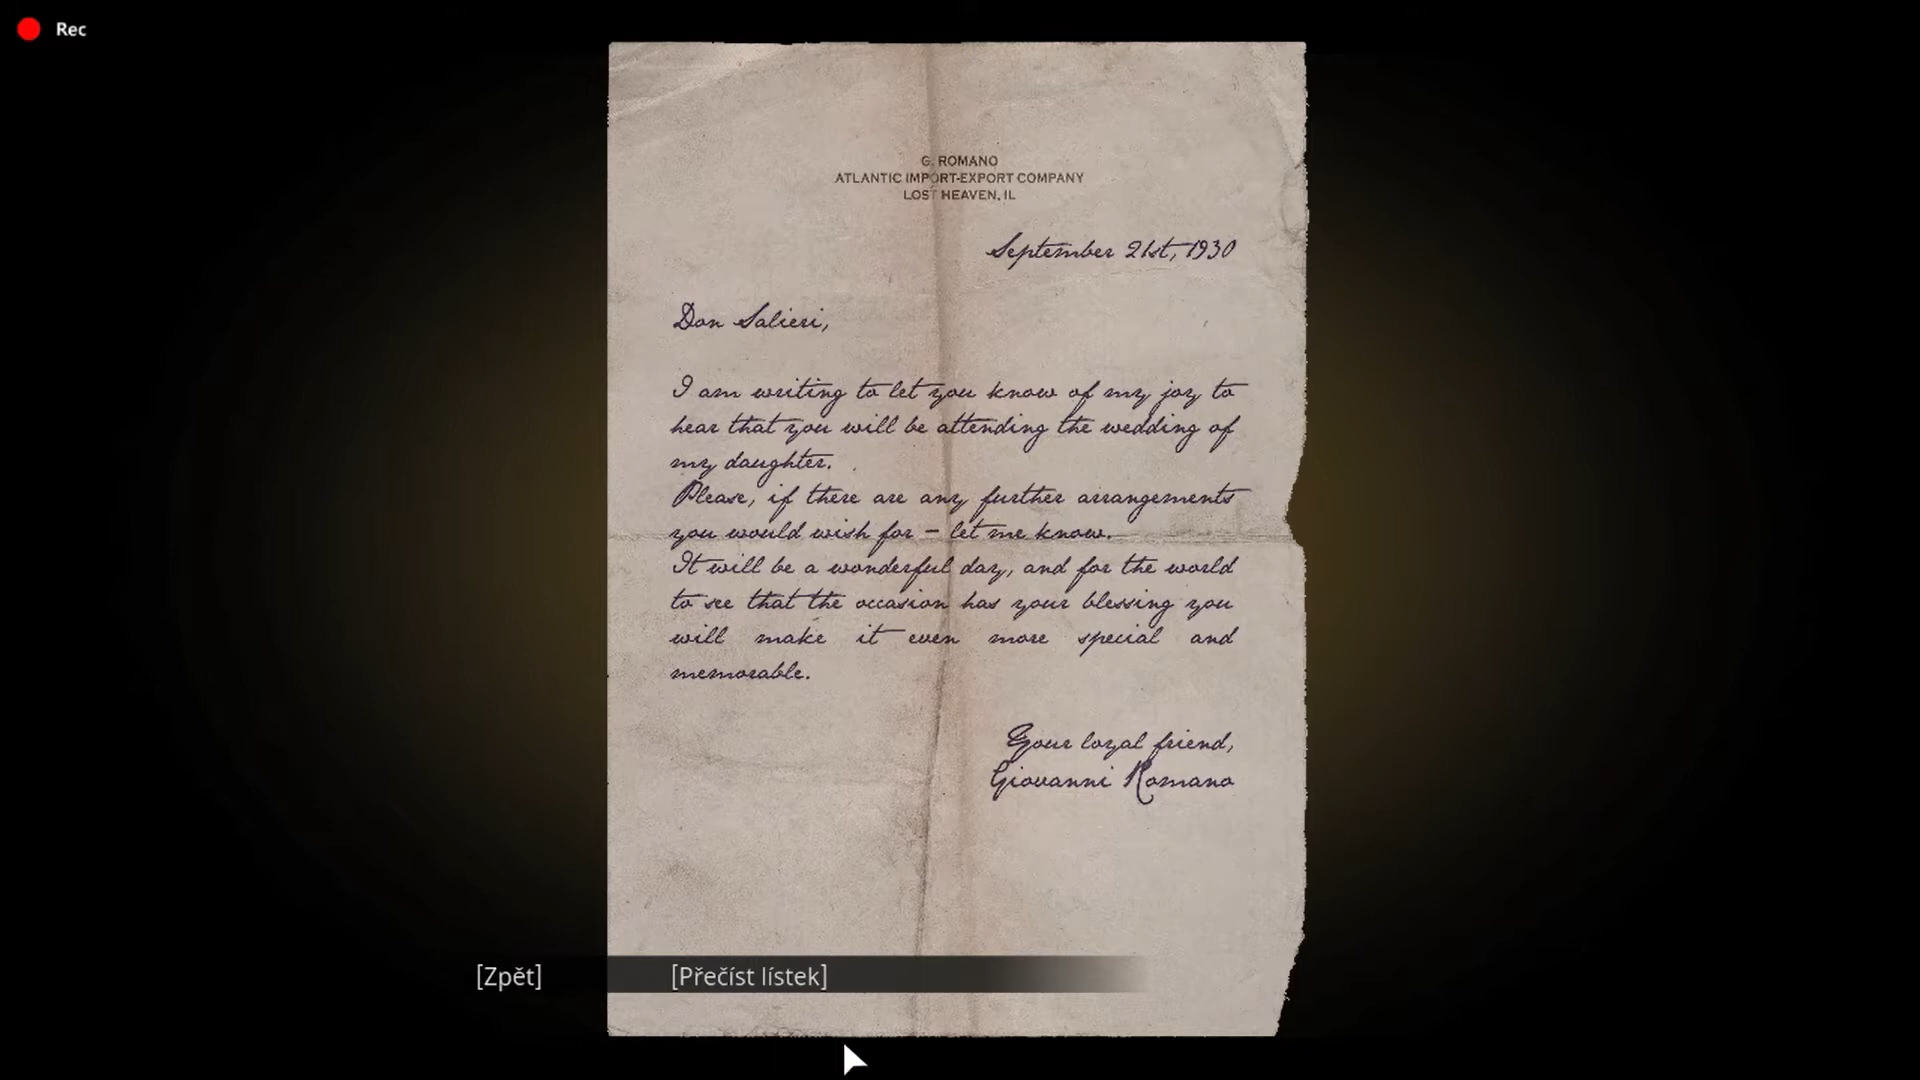 Rec
G. ROMANO
ATLANTIC IMPORT-EXPORT COMPANY
LOST HEAVEN, IL
September 21st, 1930
Don Salieri,
I am writing to let you know of my joy to
hear that you will be attending the wedding of
my daughter.
Please, if there are any further arrangements
you would wish for – let me know.
It will be a wonderful day, and for the world
to see that the occasion has your blessing you
will make it even more special and
memorable.
Your loyal friend,
Giovanni Romano
[Zpět] [Přečíst lístek]